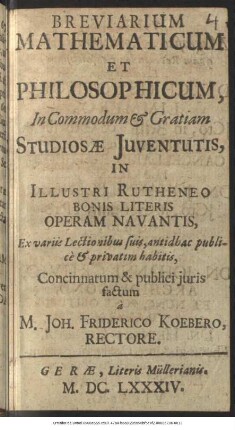 BREVIARIUM
MATHEMATICUM
ET
PHILOSOPHICUM,
In Commodum & Gratiam
STUDIOSÆ JUVENTUTIS,
IN
ILLUSTRI RUTHENEO
BONIS LITERIS
OPERAM NAVANTIS,
Ex variis Lectionibus suis, antidhac publi-
cè & privatim habitis,
Concinnatum & publici juris
factum
à
M. JOH. FRIDERICO KOEBERO,
RECTORE.
GERÆ, Literis Müllerianis.
M. DC. LXXXIV.